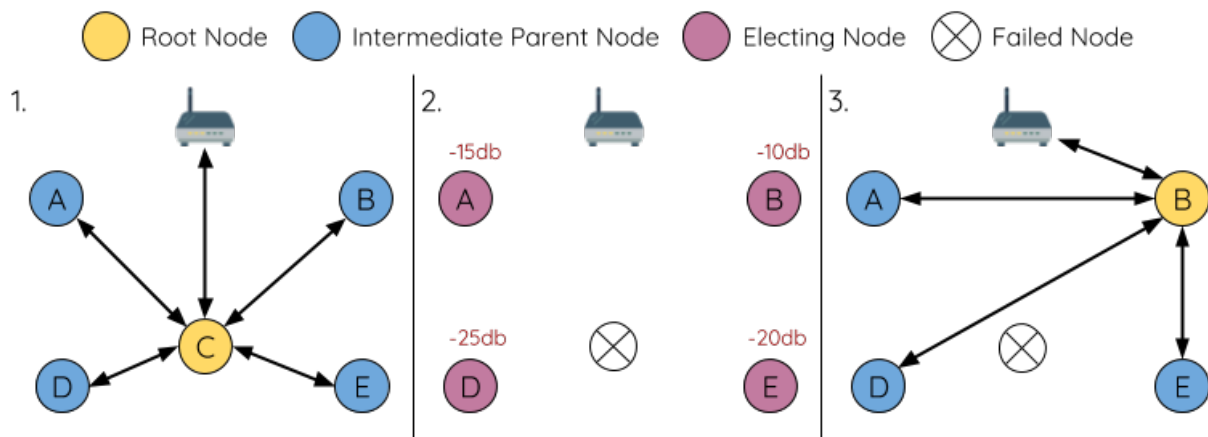 Root Node Intermediate Parent Node Electing Node Failed Node
1.
A B
C
D E
2.
-15db -10db
A B
-25db -20db
D E
3.
A B
D E